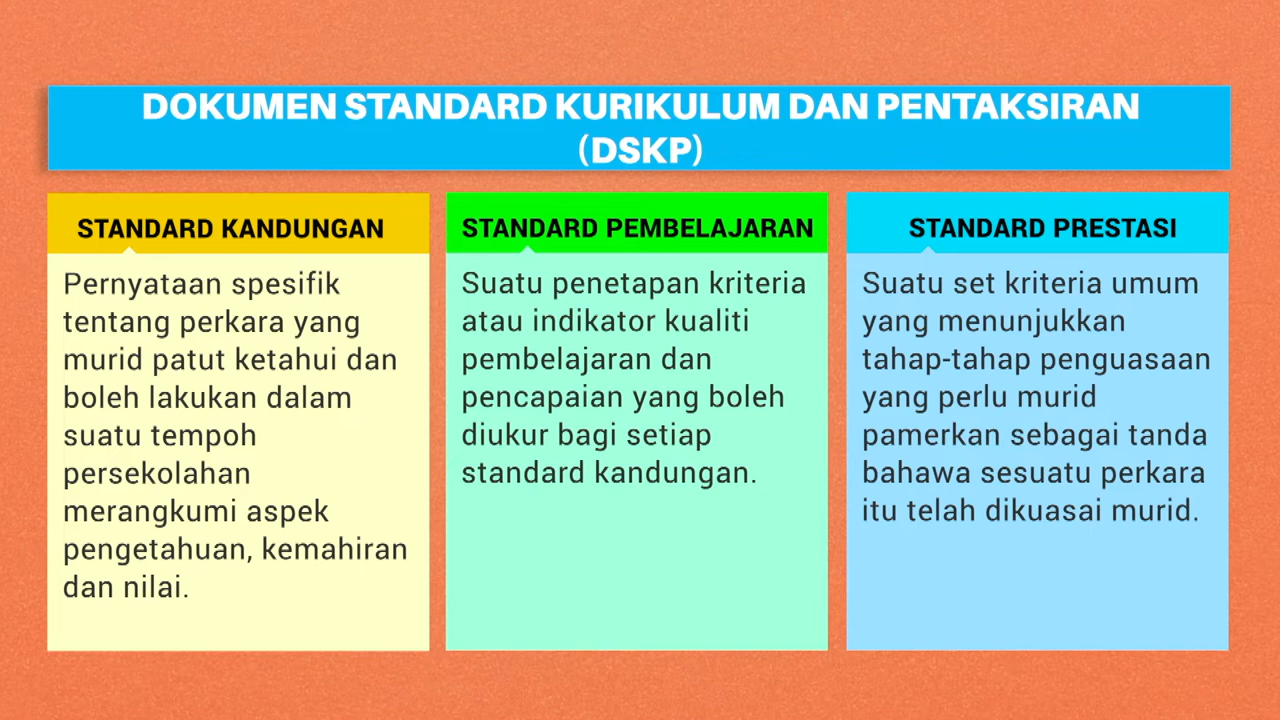 DOKUMEN STANDARD KURIKULUM DAN PENTAKSIRAN
(DSKP)
STANDARD KANDUNGAN
Pernyataan spesifik
tentang perkara yang
murid patut ketahui dan
boleh lakukan dalam
suatu tempoh
persekolahan
merangkumi aspek
pengetahuan, kemahiran
dan nilai.
STANDARD PEMBELAJARAN
Suatu penetapan kriteria
atau indikator kualiti
pembelajaran dan
pencapaian yang boleh
diukur bagi setiap
standard kandungan.
STANDARD PRESTASI
Suatu set kriteria umum
yang menunjukkan
tahap-tahap penguasaan
yang perlu murid
pamerkan sebagai tanda
bahawa sesuatu perkara
itu telah dikuasai murid.